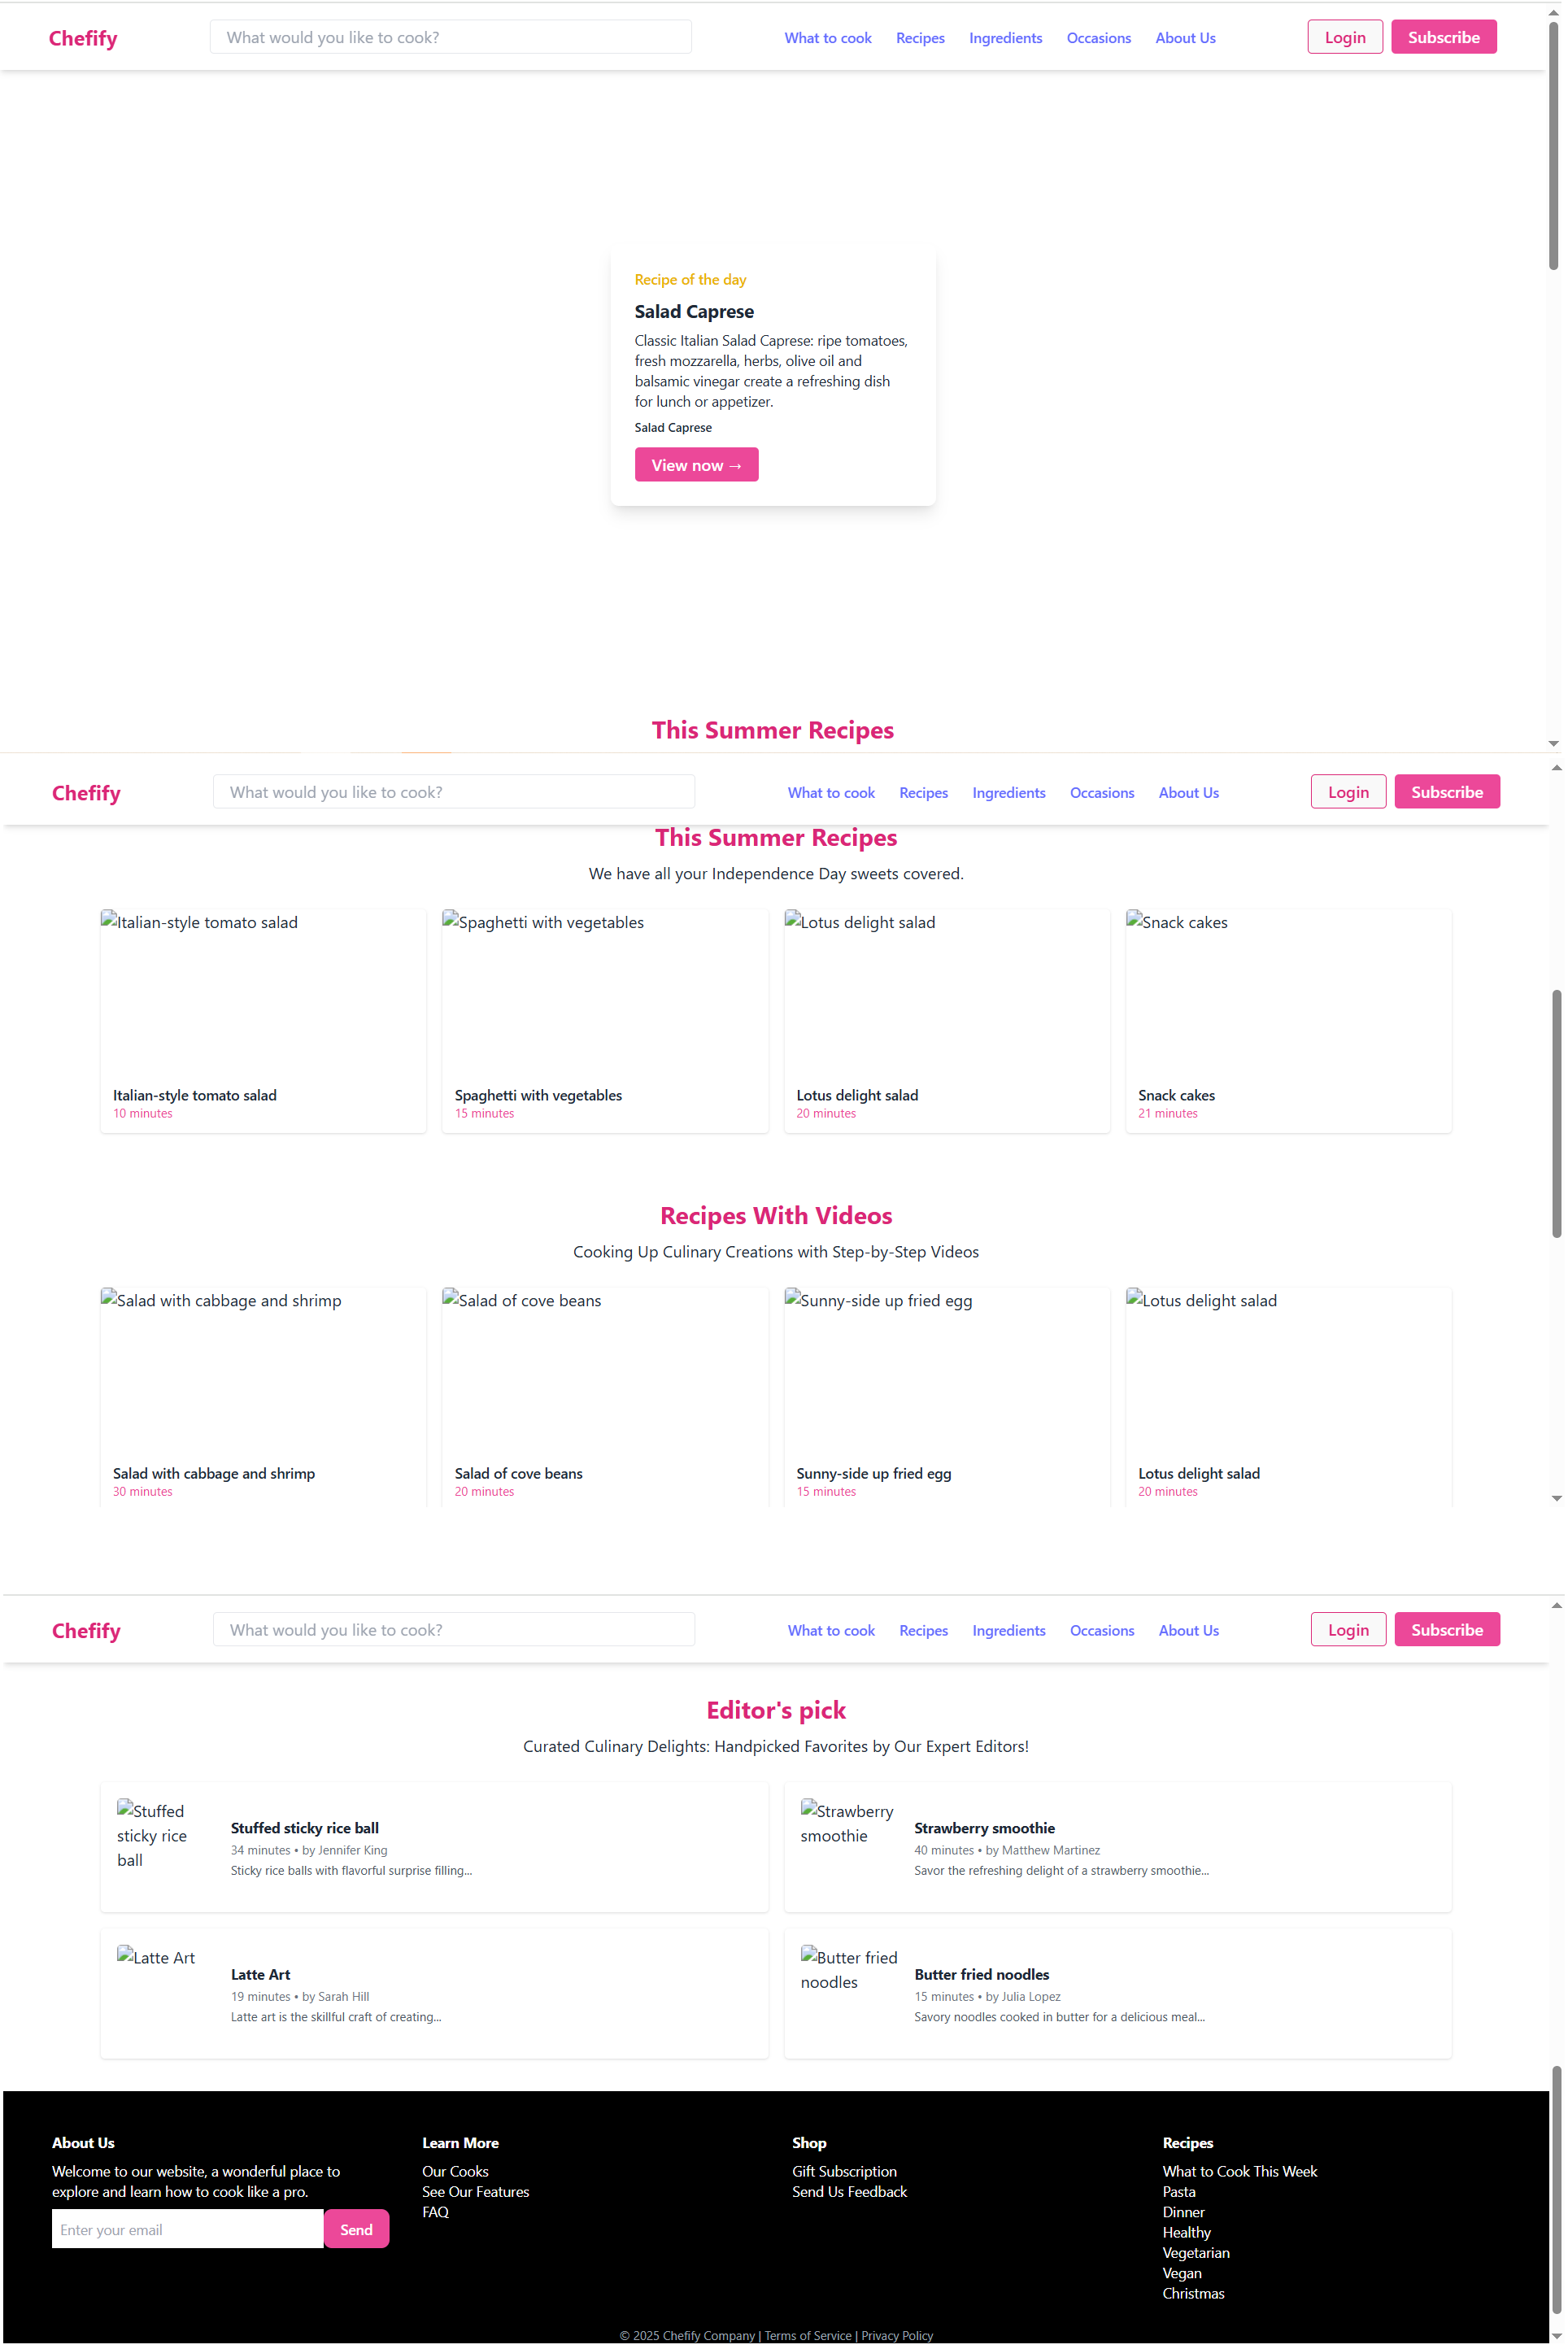 Chefify
What would you like to cook?
What to cook Recipes Ingredients Occasions About Us
Login Subscribe
Recipe of the day
Salad Caprese
Classic Italian Salad Caprese: ripe tomatoes,
fresh mozzarella, herbs, olive oil and
balsamic vinegar create a refreshing dish
for lunch or appetizer.
Salad Caprese
View now →
This Summer Recipes
Chefify
What would you like to cook?
What to cook Recipes Ingredients Occasions About Us
Login Subscribe
This Summer Recipes
We have all your Independence Day sweets covered.
Italian-style tomato salad
Spaghetti with vegetables
Lotus delight salad
Snack cakes
Italian-style tomato salad
10 minutes
Spaghetti with vegetables
15 minutes
Lotus delight salad
20 minutes
Snack cakes
21 minutes
Recipes With Videos
Cooking Up Culinary Creations with Step-by-Step Videos
Salad with cabbage and shrimp
Salad of cove beans
Sunny-side up fried egg
Lotus delight salad
Salad with cabbage and shrimp
30 minutes
Salad of cove beans
20 minutes
Sunny-side up fried egg
15 minutes
Lotus delight salad
20 minutes
Chefify
What would you like to cook?
What to cook Recipes Ingredients Occasions About Us
Login Subscribe
Editor's pick
Curated Culinary Delights: Handpicked Favorites by Our Expert Editors!
Stuffed
sticky rice
ball
Stuffed sticky rice ball
34 minutes • by Jennifer King
Sticky rice balls with flavorful surprise filling...
Strawberry
smoothie
Strawberry smoothie
40 minutes • by Matthew Martinez
Savor the refreshing delight of a strawberry smoothie...
Latte Art
Latte Art
19 minutes • by Sarah Hill
Latte art is the skillful craft of creating...
Butter fried
noodles
Butter fried noodles
15 minutes • by Julia Lopez
Savory noodles cooked in butter for a delicious meal...
About Us
Welcome to our website, a wonderful place to
explore and learn how to cook like a pro.
Enter your email
Send
Learn More
Our Cooks
See Our Features
FAQ
Shop
Gift Subscription
Send Us Feedback
Recipes
What to Cook This Week
Pasta
Dinner
Healthy
Vegetarian
Vegan
Christmas
© 2025 Chefify Company | Terms of Service | Privacy Policy